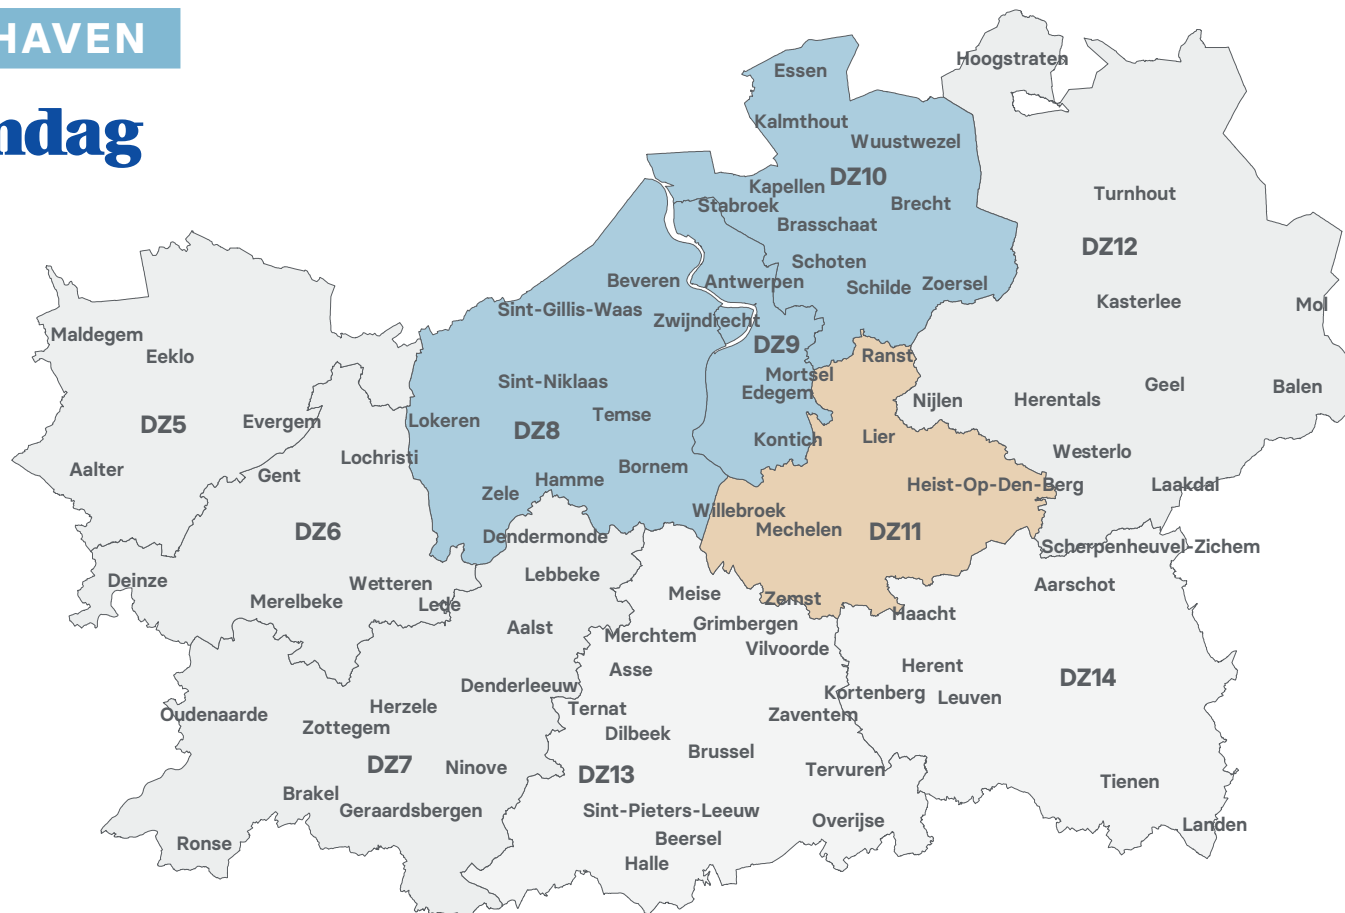 HAVEN
ndag
Hoogstraten
Essen
Kalmthout
Wuustwezel
DZ10
Kapellen
Stabroek
Brecht
Brasschaat
Turnhout
DZ12
Schoten
Beveren
Antwerpen
Schilde
Zoersel
Sint-Gillis-Waas
Zwijndrecht
Kasterlee
Mol
Maldegem
Eeklo
DZ9
Ranst
Mortsel
Edegem
Sint-Niklaas
Geel
Balen
Nijlen
Herentals
DZ5
Evergem
Lokeren
DZ8
Temse
Kontich
Lier
Westerlo
Aalter
Gent
Lochristi
Bornem
Hamme
Zele
Heist-Op-Den-Berg
Laakdal
Willebroek
Mechelen
DZ11
DZ6
Dendermonde
Scherpenheuvel-Zichem
Deinze
Lebbeke
Aarschot
Wetteren
Merelbeke
Lede
Meise
Zemst
Haacht
Aalst
Grimbergen
Merchtem
Vilvoorde
Asse
Herent
DZ14
Denderleeuw
Kortenberg
Leuven
Oudenaarde
Herzele
Zottegem
Ternat
Zaventem
Dilbeek
Brussel
DZ7
Ninove
DZ13
Tervuren
Tienen
Brakel
Geraardsbergen
Sint-Pieters-Leeuw
Overijse
Landen
Ronse
Beersel
Halle